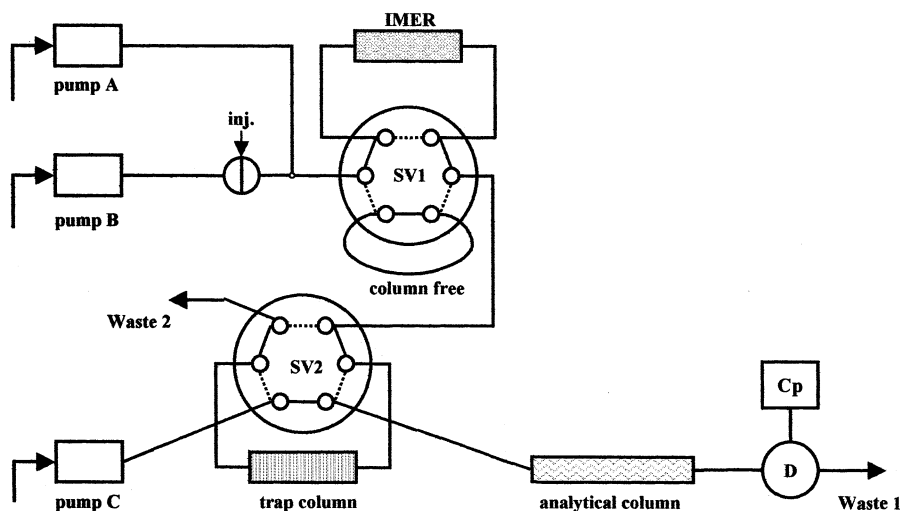 IMER
pump A
inj.
SV1
pump B
column free
Waste 2
SV2
Cp
D
pump C
trap column
analytical column
Waste 1